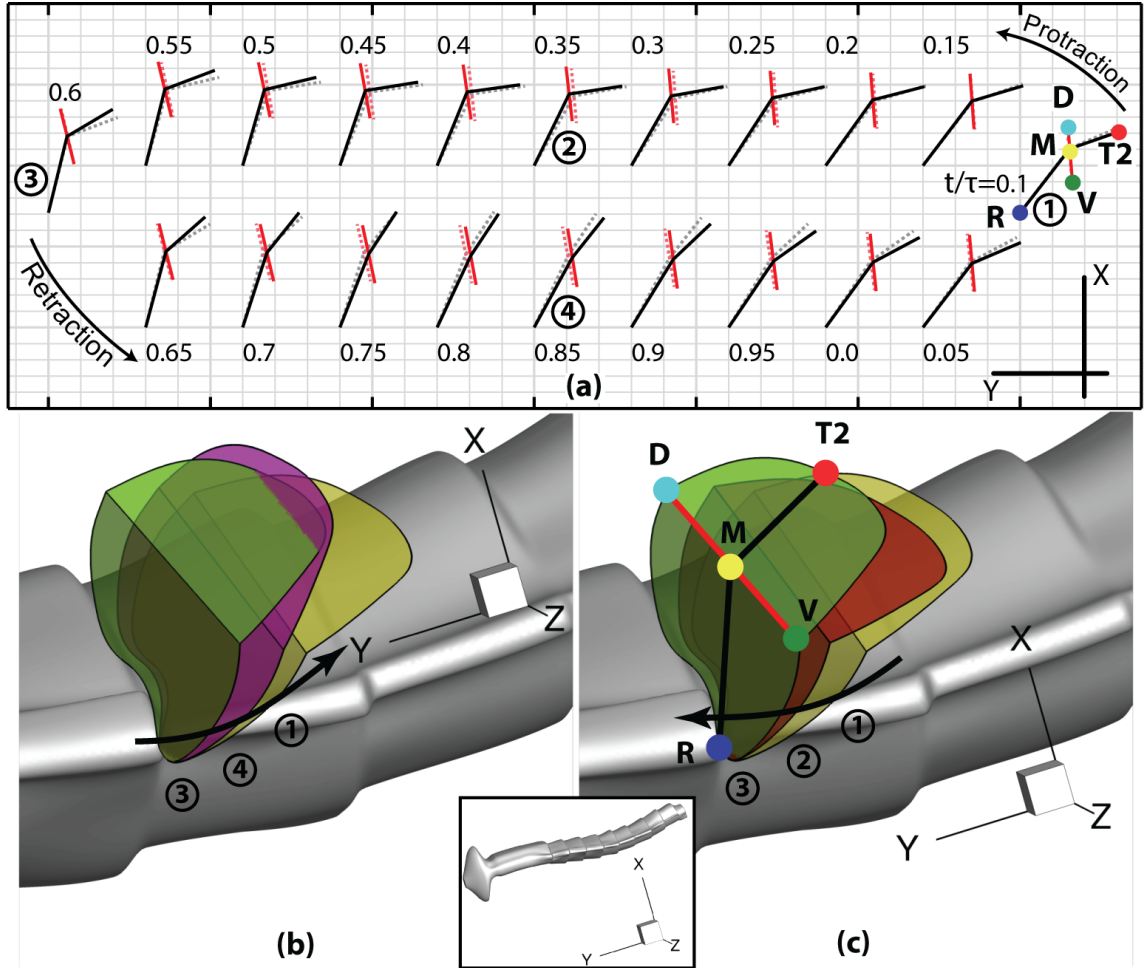 0.55 0.5 0.45 0.4 0.35 0.3 0.25 0.2 0.15
Protraction
0.6
D
M
T2
②
③
t/τ=0.1
①
V
R
Retraction
④
X
0.65 0.7 0.75 0.8 0.85 0.9 0.95 0.0 0.05
(a)
Y
X
Y
Z
①
④
③
(b)
T2
D
M
V
X
R
①
②
③
Y
Z
(c)
X
Y
Z